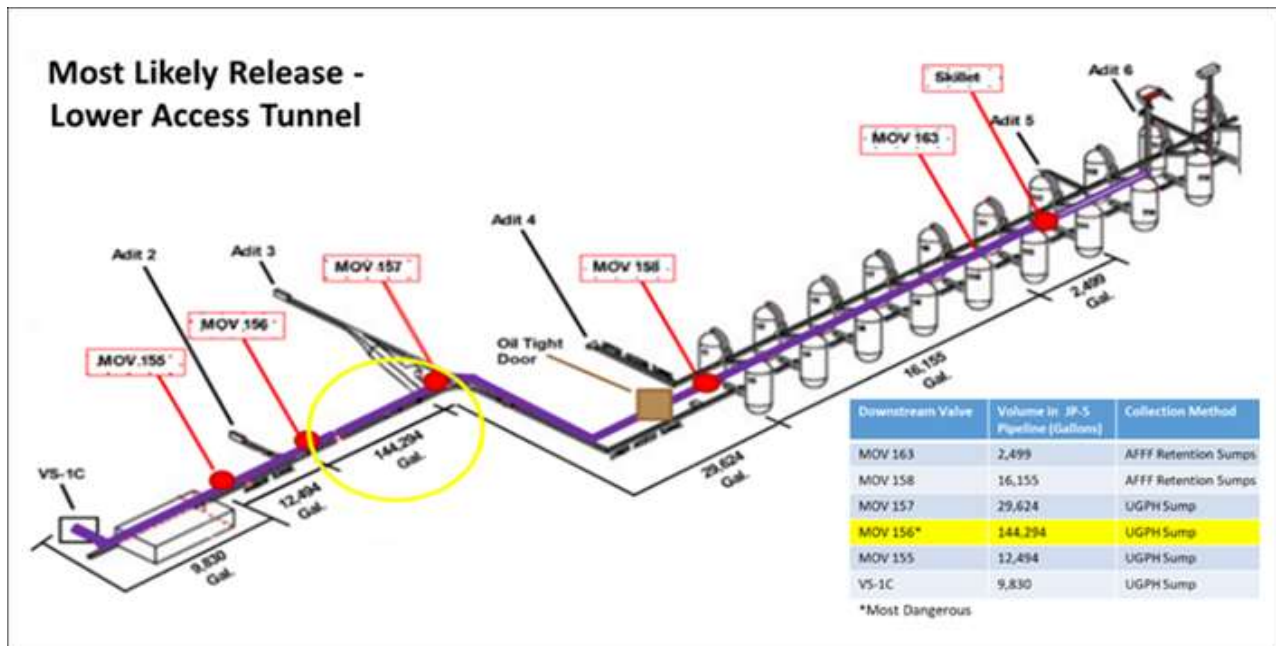 Most Likely Release -
Lower Access Tunnel
Skillet
Adit 6
Adit 5
MOV 163
Adit 4
Adit 3
Adit 2
MOV 157
MOV 158
MOV 156
MOV 155
Oil Tight
Door
VS-1C
2,499
Gal.
16,155
Gal.
29,624
Gal.
144,294
Gal.
12,494
Gal.
9,830
Gal.
Downstream Valve Volume in JP-5 Pipeline (Gallons) Collection Method
MOV 163 2,499 AFFF Retention Sumps
MOV 158 16,155 AFFF Retention Sumps
MOV 157 29,624 UGPH Sump
MOV 156* 144,294 UGPH Sump
MOV 155 12,494 UGPH Sump
VS-1C 9,830 UGPH Sump
*Most Dangerous